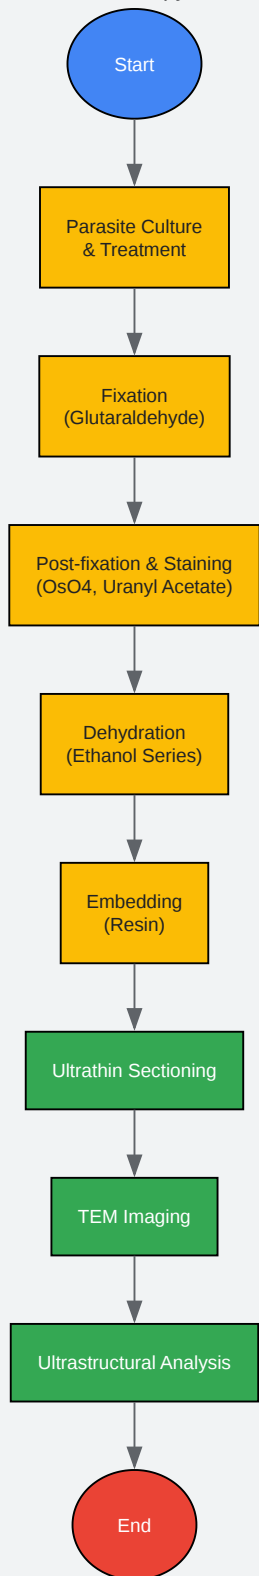 Start
Parasite Culture
& Treatment
Fixation
(Glutaraldehyde)
Post-fixation & Staining
(OsO4, Uranyl Acetate)
Dehydration
(Ethanol Series)
Embedding
(Resin)
Ultrathin Sectioning
TEM Imaging
Ultrastructural Analysis
End